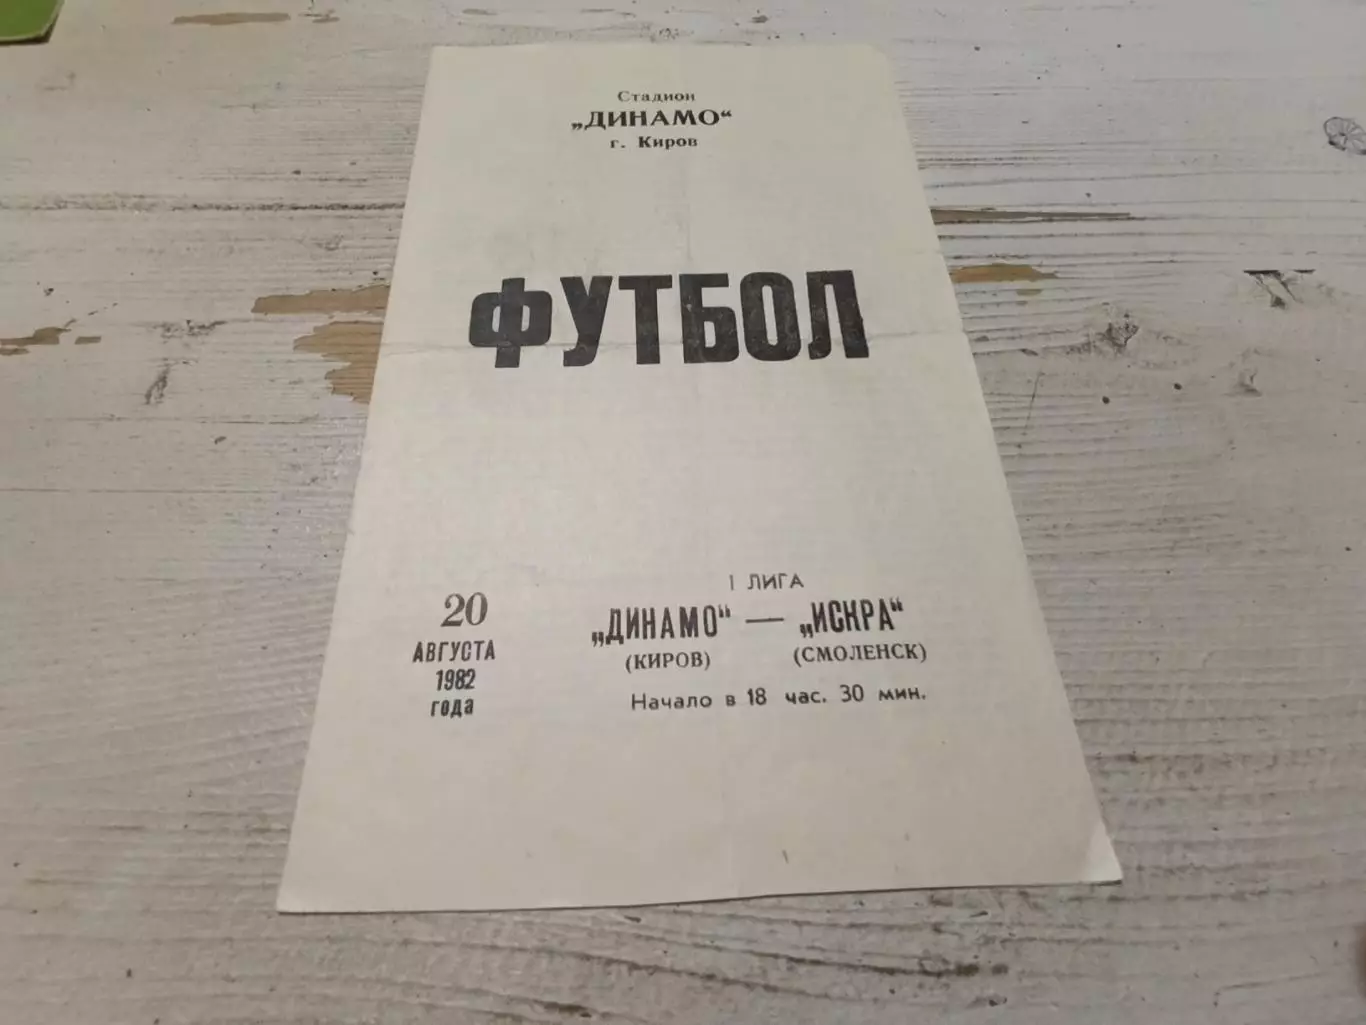 Стадион
„ДИНАМО“
г. Киров
ФУТБОЛ
20
АВГУСТА
1982
года
I ЛИГА
„ДИНАМО“ — „ИСКРА“
(КИРОВ) (СМОЛЕНСК)
Начало в 18 час. 30 мин.